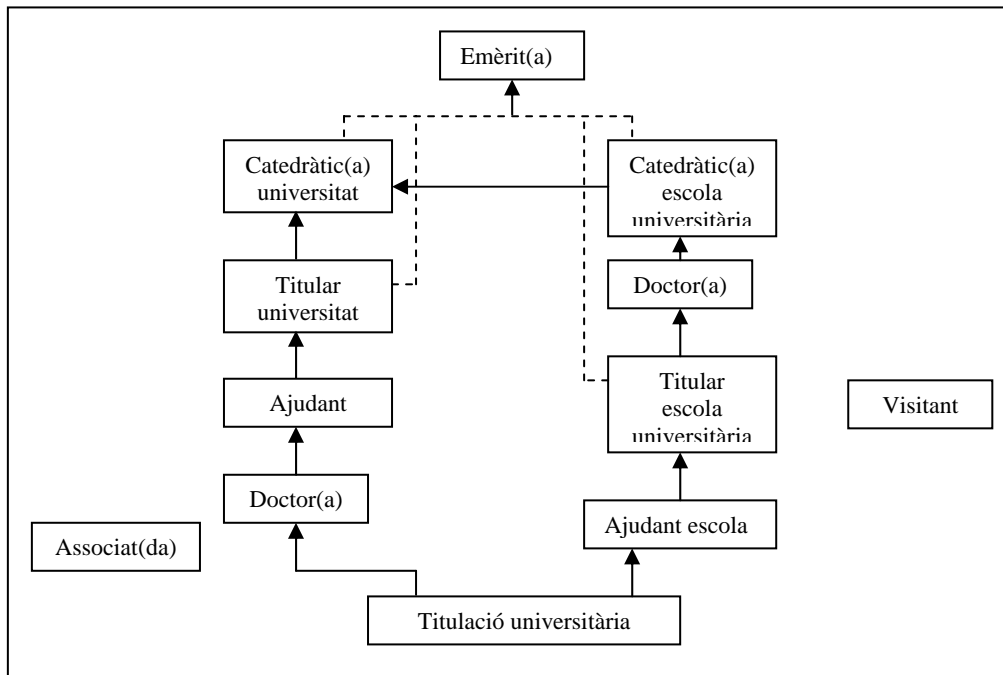 Emèrit(a)
Catedràtic(a)
universitat
Catedràtic(a)
escola
universitària
Titular
universitat
Doctor(a)
Ajudant
Titular
escola
universitària
Visitant
Doctor(a)
Ajudant escola
Associat(da)
Titulació universitària